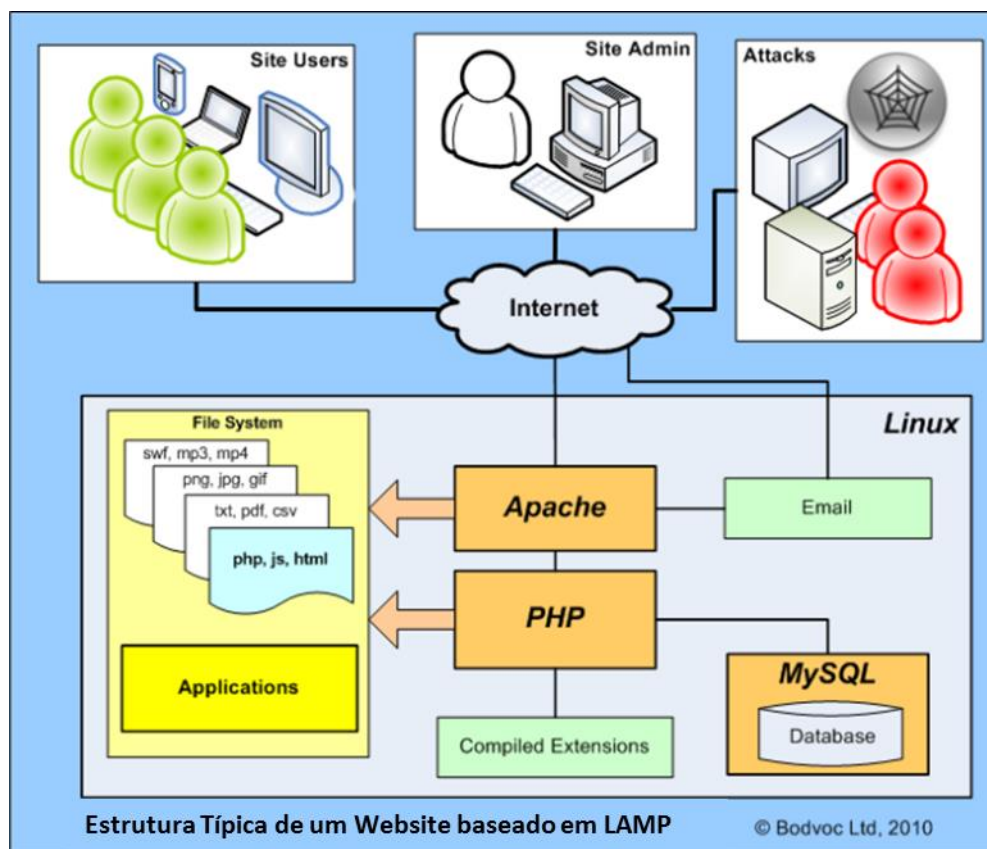 Site Users
Site Admin
Attacks
Internet
Linux
File System
swf, mp3, mp4
png, jpg, gif
txt, pdf, csv
php, js, html
Applications
Apache
Email
PHP
MySQL
Database
Compiled Extensions
Estrutura Típica de um Website baseado em LAMP
© Bodvoc Ltd, 2010